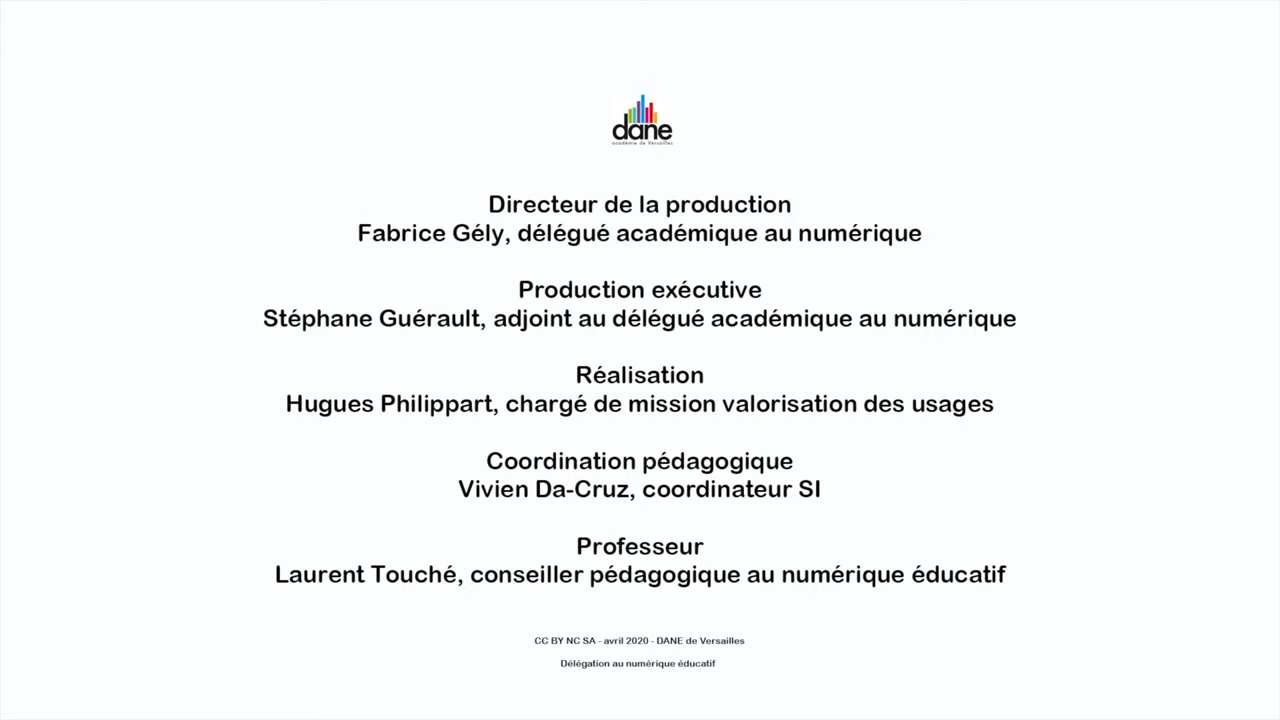 dane
académie de Versailles
Directeur de la production
Fabrice Gély, délégué académique au numérique
Production exécutive
Stéphane Guérault, adjoint au délégué académique au numérique
Réalisation
Hugues Philippart, chargé de mission valorisation des usages
Coordination pédagogique
Vivien Da-Cruz, coordinateur SI
Professeur
Laurent Touché, conseiller pédagogique au numérique éducatif
CC BY NC SA - avril 2020 - DANE de Versailles
Délégation au numérique éducatif